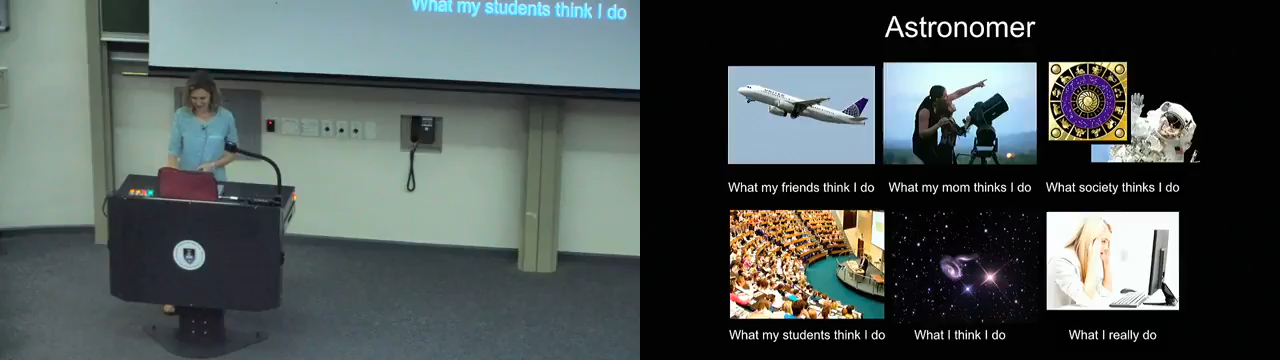 What my students think I do
Astronomer
What my friends think I do
What my mom thinks I do
What society thinks I do
What my students think I do
What I think I do
What I really do
UNITED